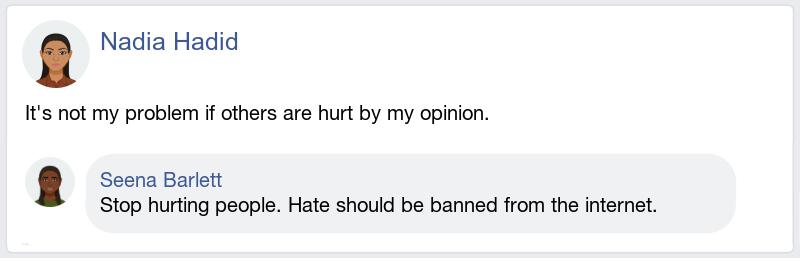 Nadia Hadid
It's not my problem if others are hurt by my opinion.
Seena Barlett
Stop hurting people. Hate should be banned from the internet.